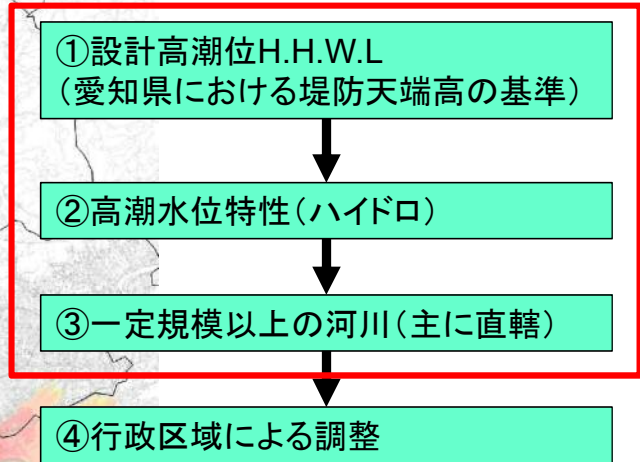 ①設計高潮位H.H.W.L
（愛知県における堤防天端高の基準）
②高潮水位特性（ハイドロ）
③一定規模以上の河川（主に直轄）
④行政区域による調整